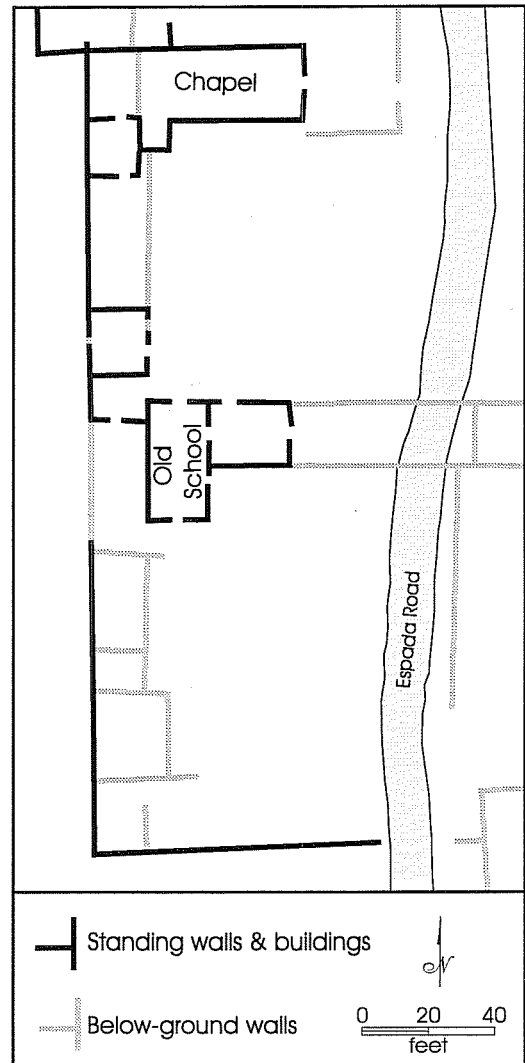 Chapel
Old
School
Espada Road
Standing walls & buildings
N
Below-ground walls
0 20 40
feet